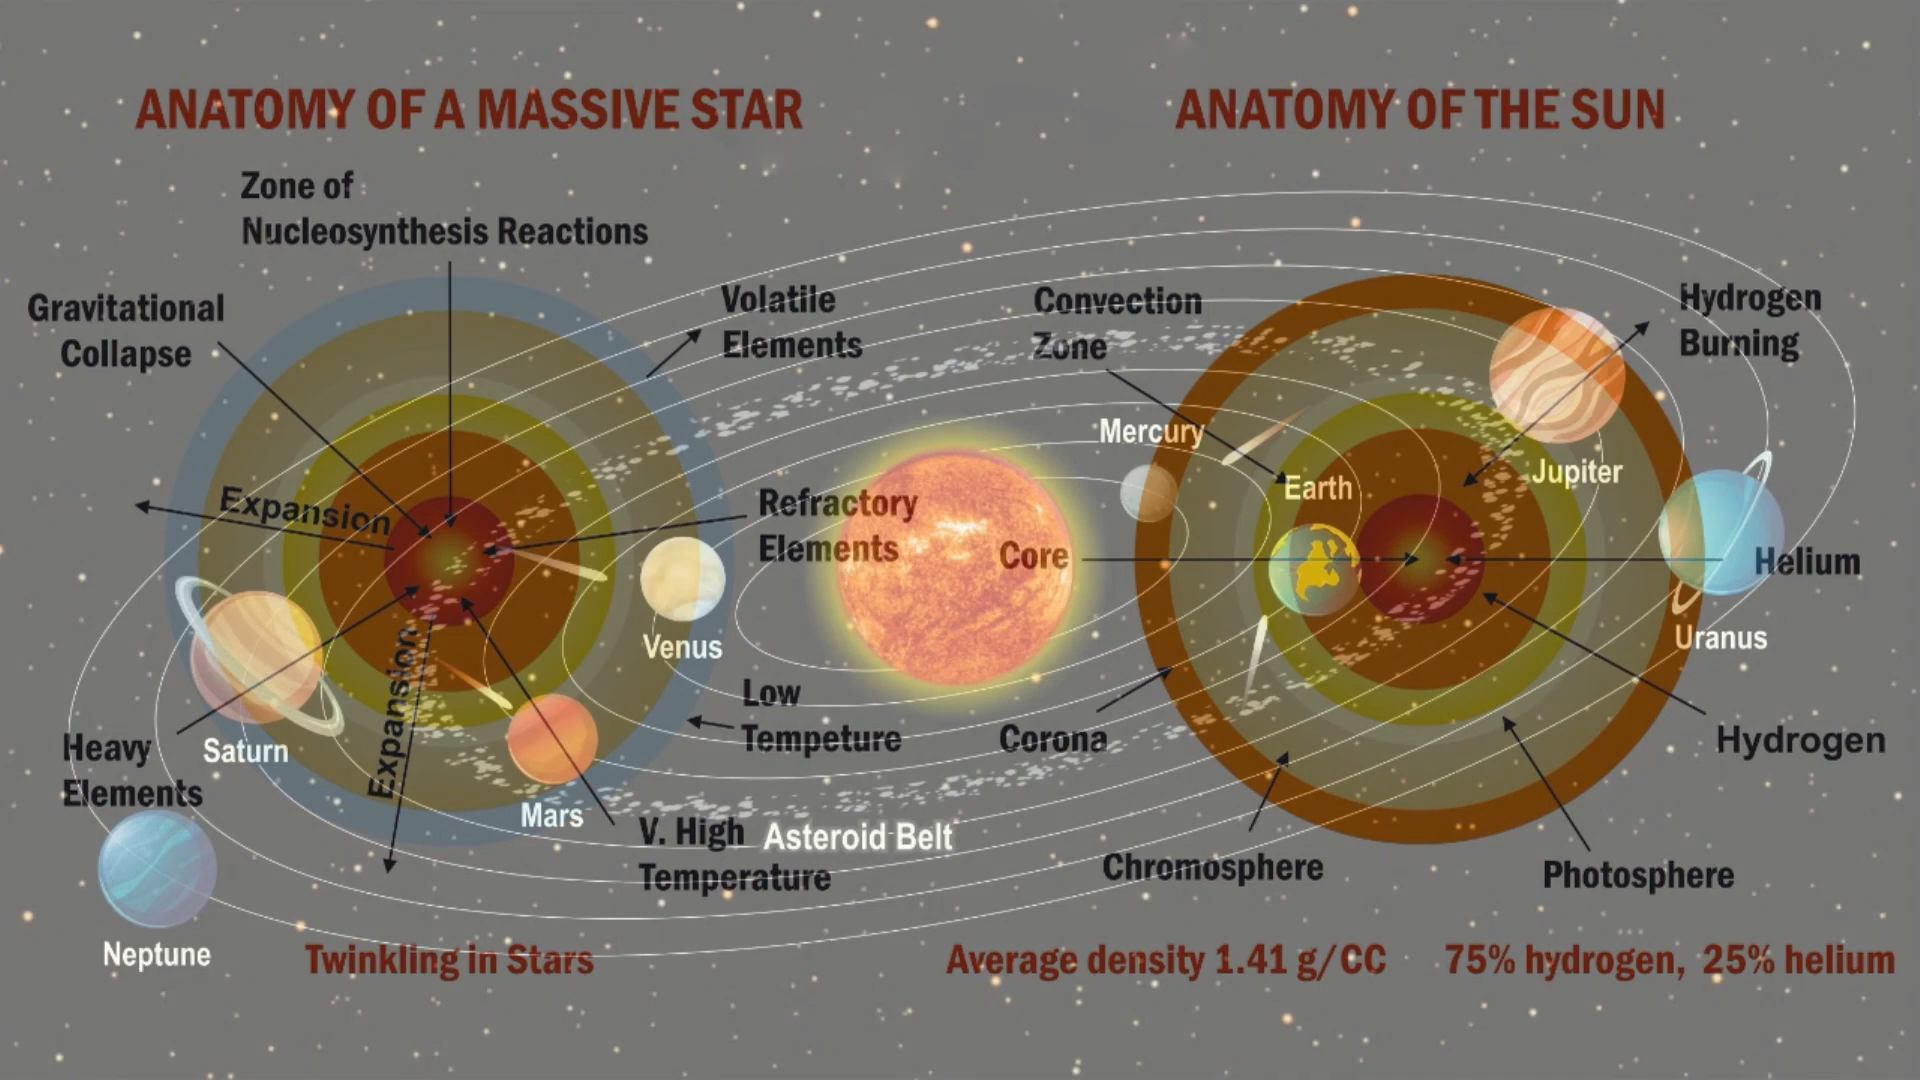 ANATOMY OF A MASSIVE STAR
ANATOMY OF THE SUN
Zone of
Nucleosynthesis Reactions
Gravitational
Collapse
Volatile
Elements
Convection
Zone
Hydrogen
Burning
Mercury
Earth
Jupiter
Expansion
Refractory
Elements
Core
Helium
Venus
Uranus
Expansion
Low
Tempeture
Corona
Hydrogen
Heavy
Elements
Saturn
Mars
V. High
Temperature
Asteroid Belt
Chromosphere
Photosphere
Neptune
Twinkling in Stars
Average density 1.41 g/CC
75% hydrogen, 25% helium